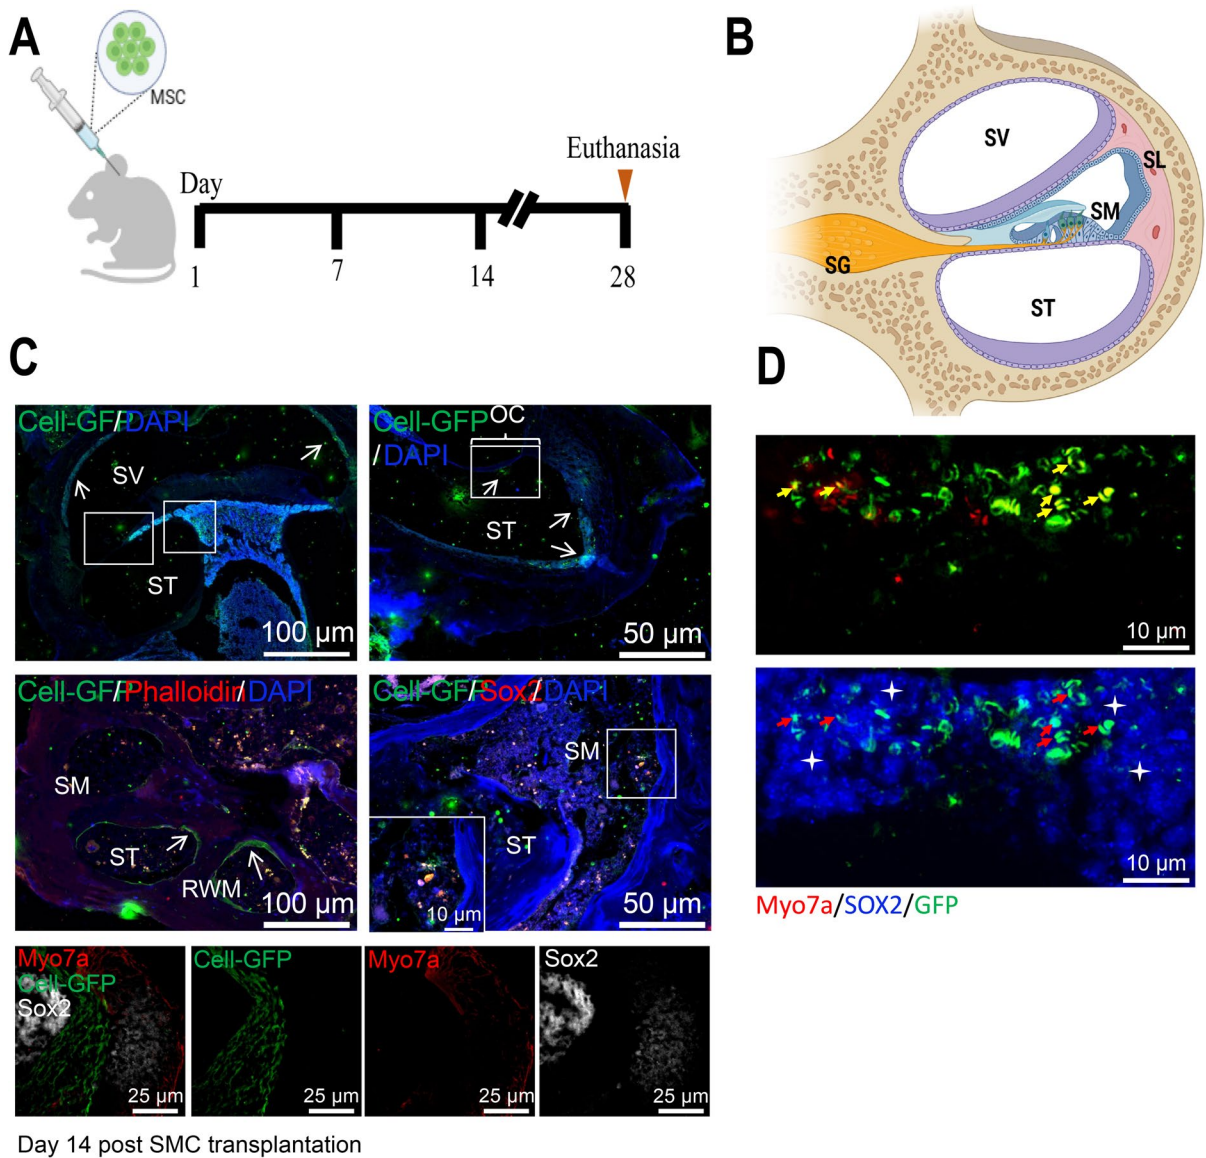 A
MSC
Day
Euthanasia
1
7
14
28
B
SV
SL
SM
SG
ST
C
Cell-GFP/DAPI
SV
ST
100 μm
Cell-GFP
/DAPI
OC
ST
50 μm
Cell-GFP/Phalloidin/DAPI
SM
ST
RWM
100 μm
Cell-GFP/Sox2/DAPI
SM
ST
10 μm
50 μm
Myo7a
Cell-GFP
Sox2
25 μm
Cell-GFP
25 μm
Myo7a
25 μm
Sox2
25 μm
Day 14 post SMC transplantation
D
10 μm
10 μm
Myo7a/SOX2/GFP